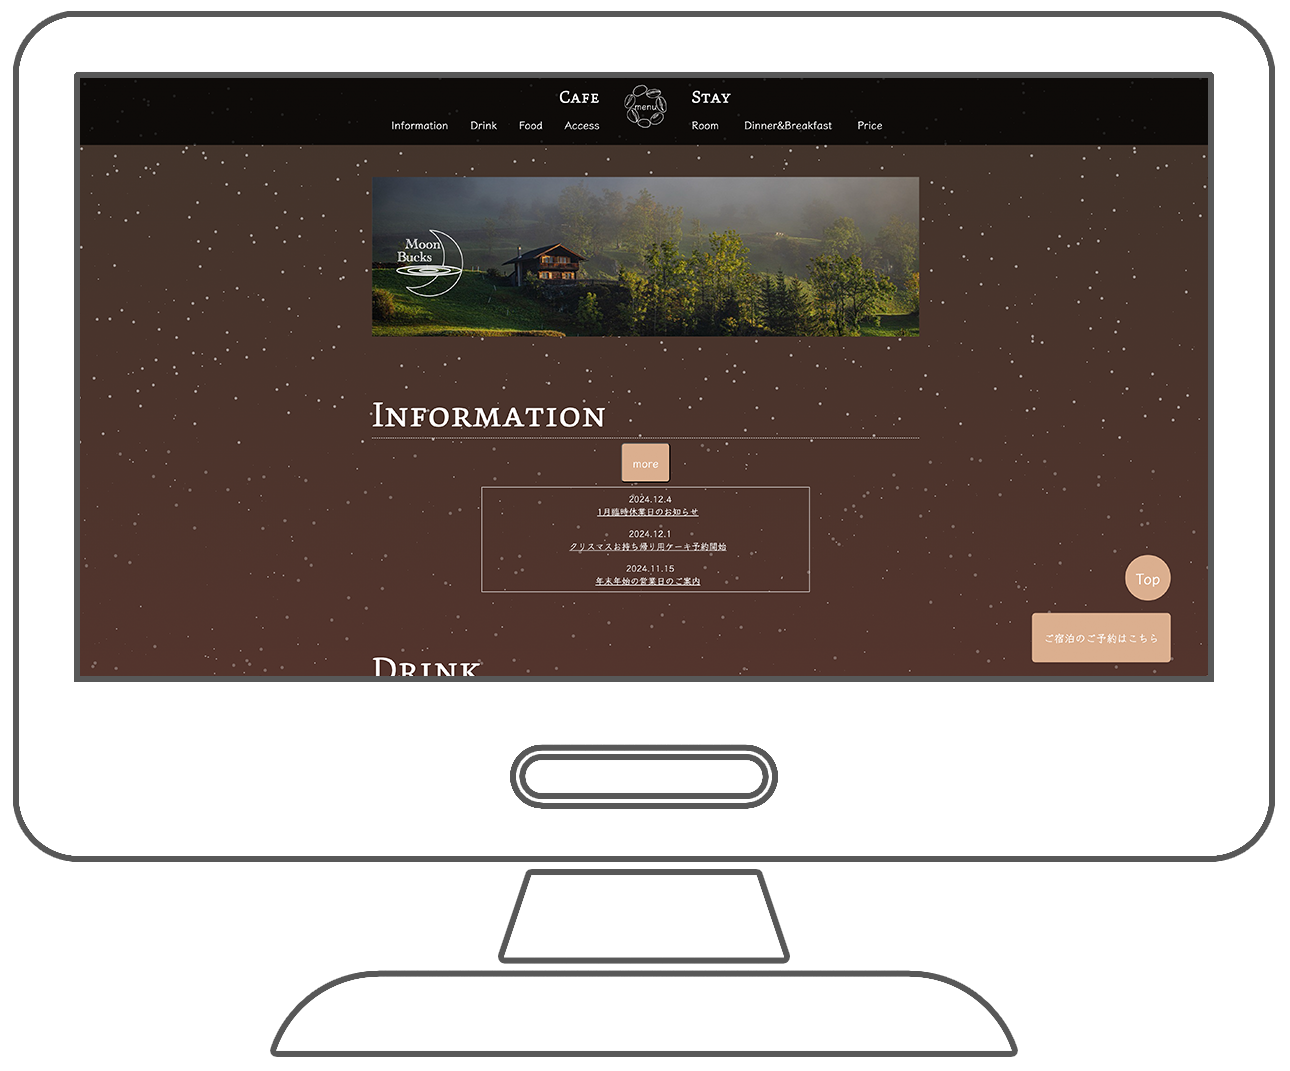 Cafe
menu
Stay
Information Drink Food Access
Room Dinner&Breakfast Price
Moon
Bucks
Information
more
2024.12.4
1月臨時休業日のお知らせ
2024.12.1
クリスマスお持ち帰り用ケーキ予約開始
2024.11.15
年末年始の営業日のご案内
Top
ご宿泊のご予約はこちら
Drink